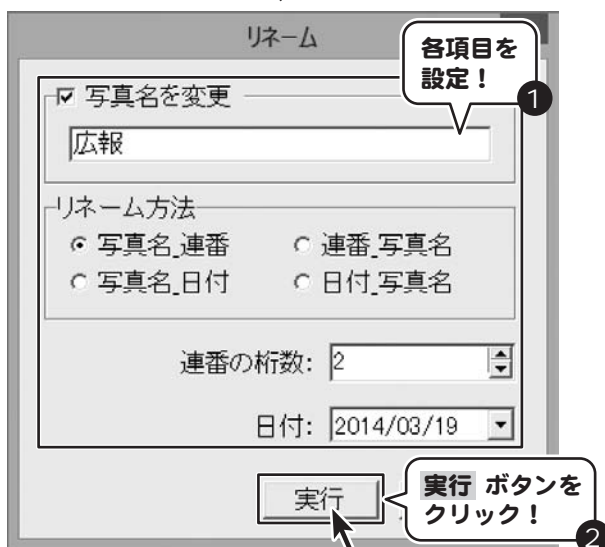 リネーム
各項目を
設定！
1
写真名を変更
広報
リネーム方法
写真名_連番
連番_写真名
写真名_日付
日付_写真名
連番の桁数: 2
日付: 2014/03/19
実行
実行 ボタンを
クリック！
2